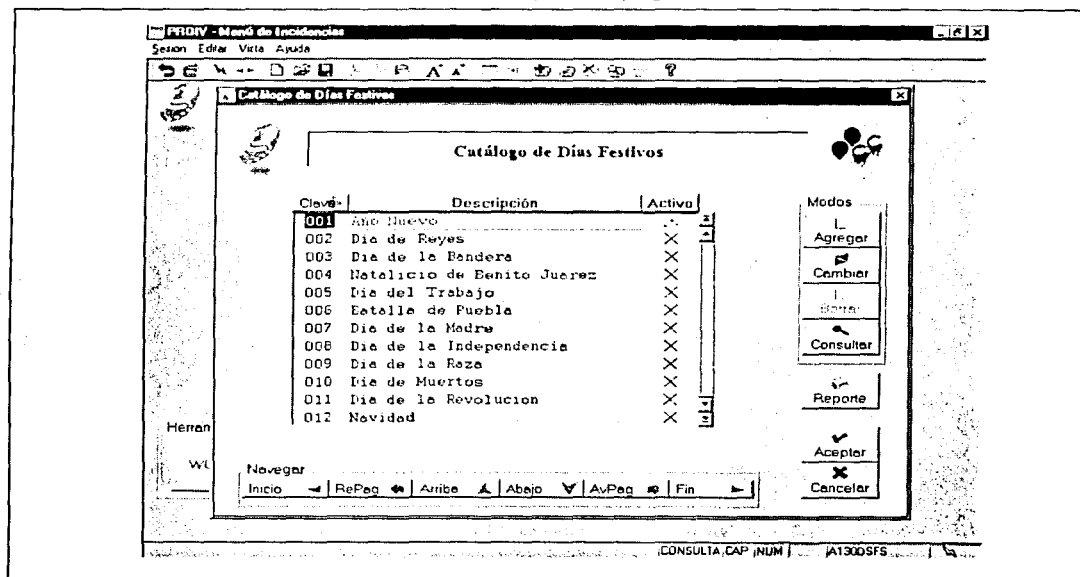 PRDIV - Menú de Incidencias
Sesion Editar Vista Ayuda
Catálogo de Días Festivos
Catálogo de Días Festivos
Clave Descripción Activo
001 Año Nuevo
002 Dia de Reyes X
003 Dia de la Bandera X
004 Natalicio de Benito Juarez X
005 Dia del Trabajo X
006 Batalla de Puebla X
007 Dia de la Madre X
008 Dia de la Independencia X
009 Dia de la Raza X
010 Dia de Muertos X
011 Dia de la Revolucion X
012 Navidad X
Modos
Agregar
Cambiar
Borrar
Consultar
Reporte
Aceptar
Cancelar
Herran
Navegar
Inicio RePag Arriba Abajo AvPag Fin
CONSULTA CAP NUM A130DSFS